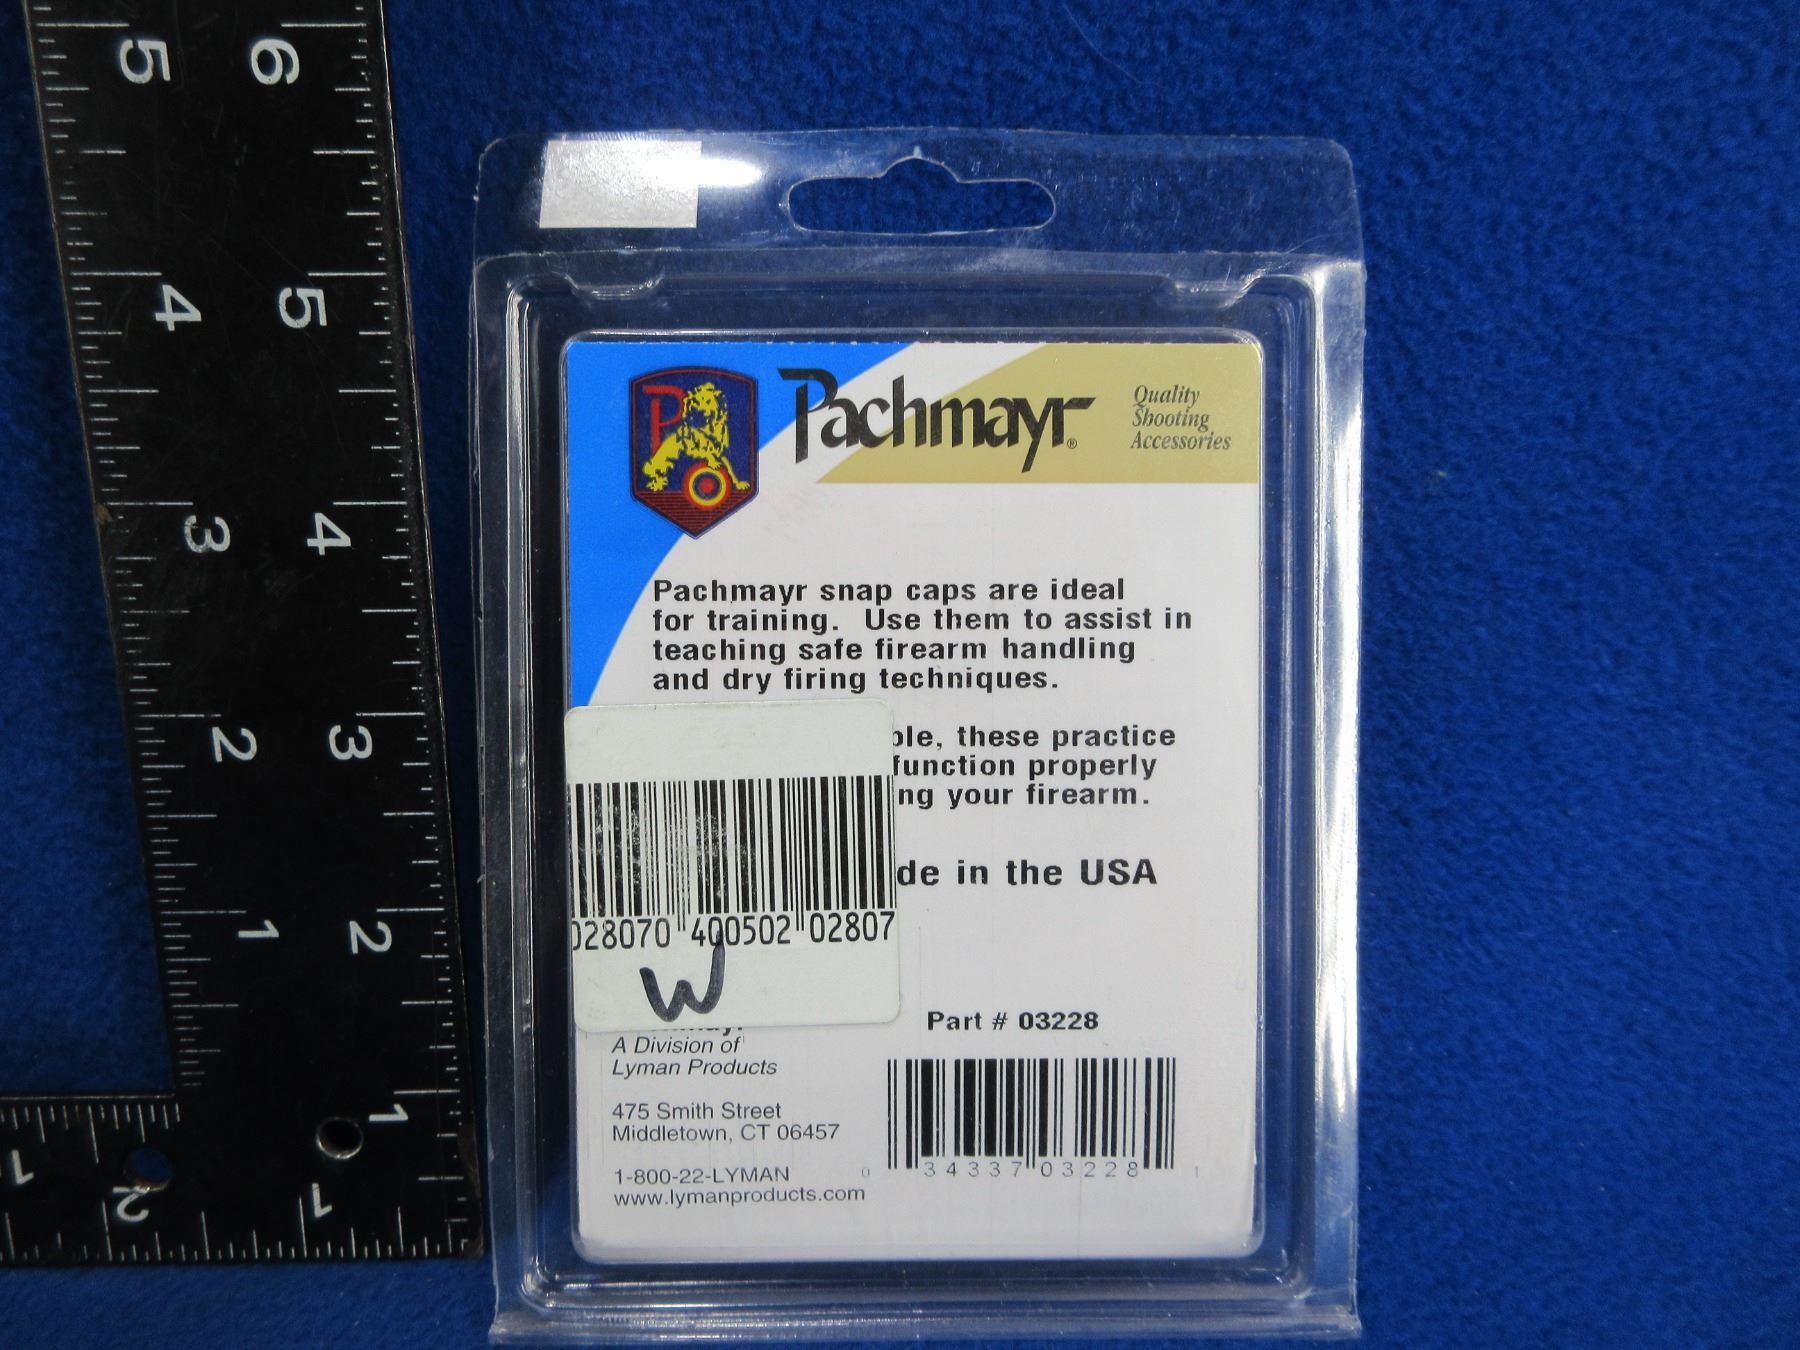 5 6
4 5
3 4
2 3
1 2
1
1 2 1
P
Pachmayr®
Quality
Shooting
Accessories
Pachmayr snap caps are ideal
for training. Use them to assist in
teaching safe firearm handling
and dry firing techniques.
these practice
function properly
your firearm.
in the USA
028070 400502 02807
W
Part # 03228
A Division of
Lyman Products
475 Smith Street
Middletown, CT 06457
1-800-22-LYMAN
www.lymanproducts.com
0 34337 03228 1